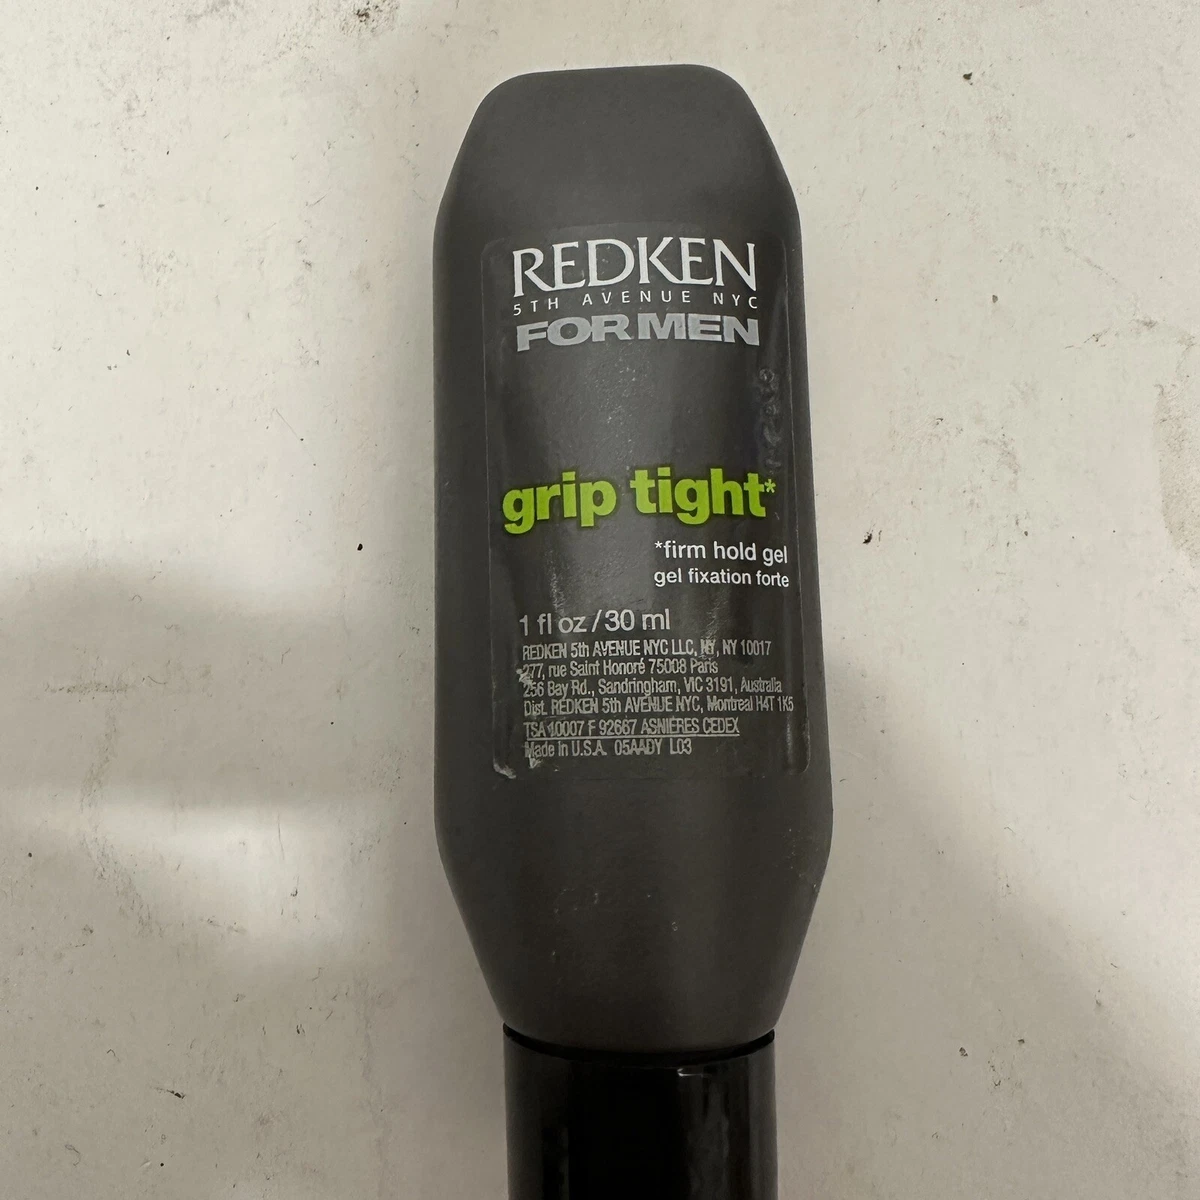 REDKEN
5TH AVENUE NYC
FOR MEN
grip tight*
*firm hold gel
gel fixation forte
1 fl oz / 30 ml
REDKEN 5th AVENUE NYC LLC, NY, NY 10017
277, rue Saint Honoré 75008 Paris
256 Bay Rd., Sandringham, VIC 3191, Australia
Dist. REDKEN 5th AVENUE NYC, Montreal H4T 1K5
TSA 10007 F 92667 ASNIÈRES CEDEX
Made in U.S.A. 05AADY L03